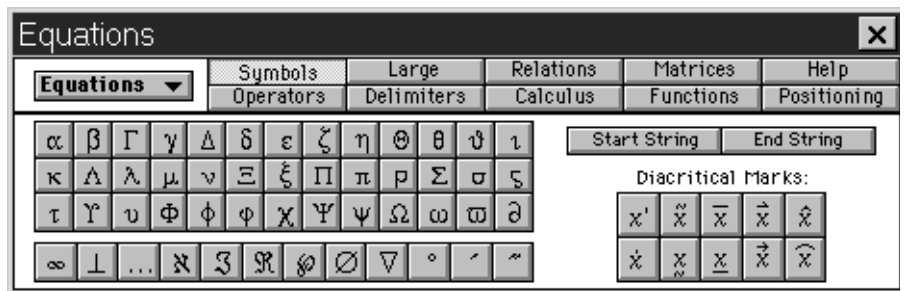 Equations
Equations Symbols Large Relations Matrices Help
Operators Delimiters Calculus Functions Positioning
α β Γ γ Δ δ ε ζ η Θ θ ϑ ι
Start String End String
κ Λ λ μ ν Ξ ξ Π π ρ Σ σ ς
Diacritical Marks:
τ ϒ υ Φ ϕ φ χ Ψ ψ Ω ω ϖ ∂
x' x̃̃ x̅ x⃑ x̂
∞ ⊥ ... ℵ ℑ ℜ ℘ ∅ ∇ ° ′ ″
ẋ x̰ x̲ x⃗ x̑